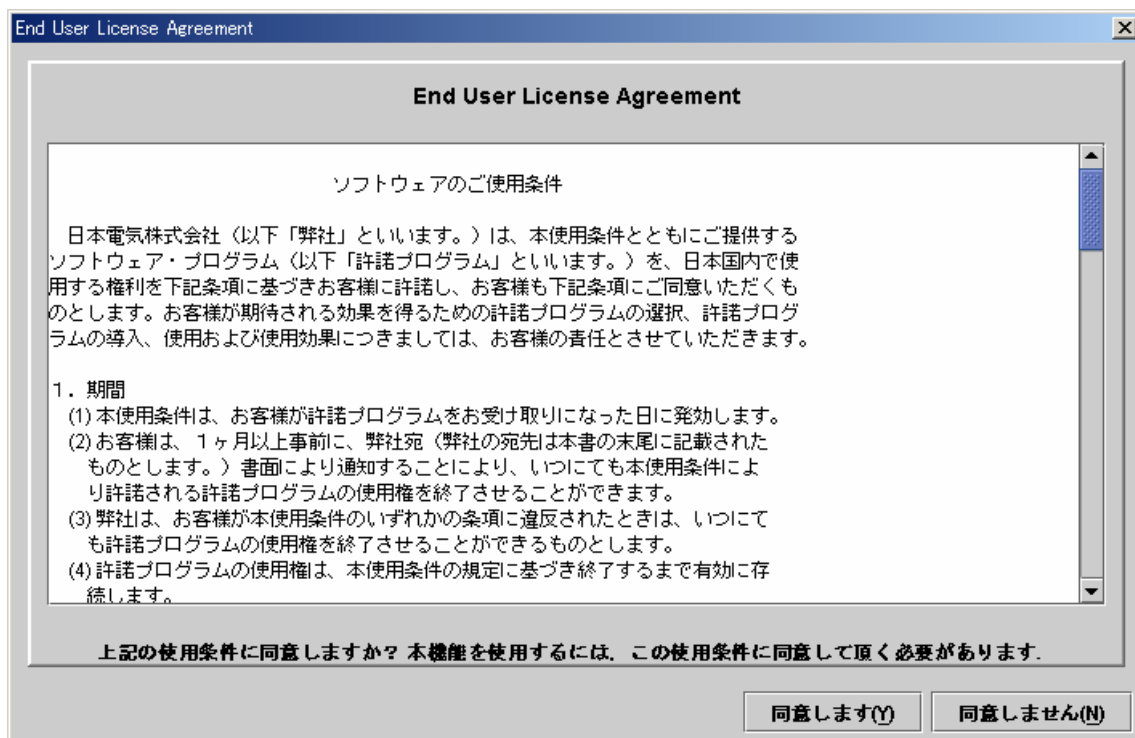 End User License Agreement
End User License Agreement
ソフトウェアのご使用条件
日本電気株式会社（以下「弊社」といいます。）は、本使用条件とともにご提供する
ソフトウェア・プログラム（以下「許諾プログラム」といいます。）を、日本国内で使
用する権利を下記条項に基づきお客様に許諾し、お客様も下記条項にご同意いただくも
のとします。お客様が期待される効果を得るための許諾プログラムの選択、許諾プログ
ラムの導入、使用および使用効果につきましては、お客様の責任とさせていただきます。
１．期間
(1) 本使用条件は、お客様が許諾プログラムをお受け取りになった日に発効します。
(2) お客様は、１ヶ月以上事前に、弊社宛（弊社の宛先は本書の末尾に記載された
ものとします。）書面により通知することにより、いつにても本使用条件によ
り許諾される許諾プログラムの使用権を終了させることができます。
(3) 弊社は、お客様が本使用条件のいずれかの条項に違反されたときは、いつにて
も許諾プログラムの使用権を終了させることができるものとします。
(4) 許諾プログラムの使用権は、本使用条件の規定に基づき終了するまで有効に存
続します。
上記の使用条件に同意しますか？ 本機能を使用するには、この使用条件に同意して頂く必要があります.
同意します(Y)
同意しません(N)